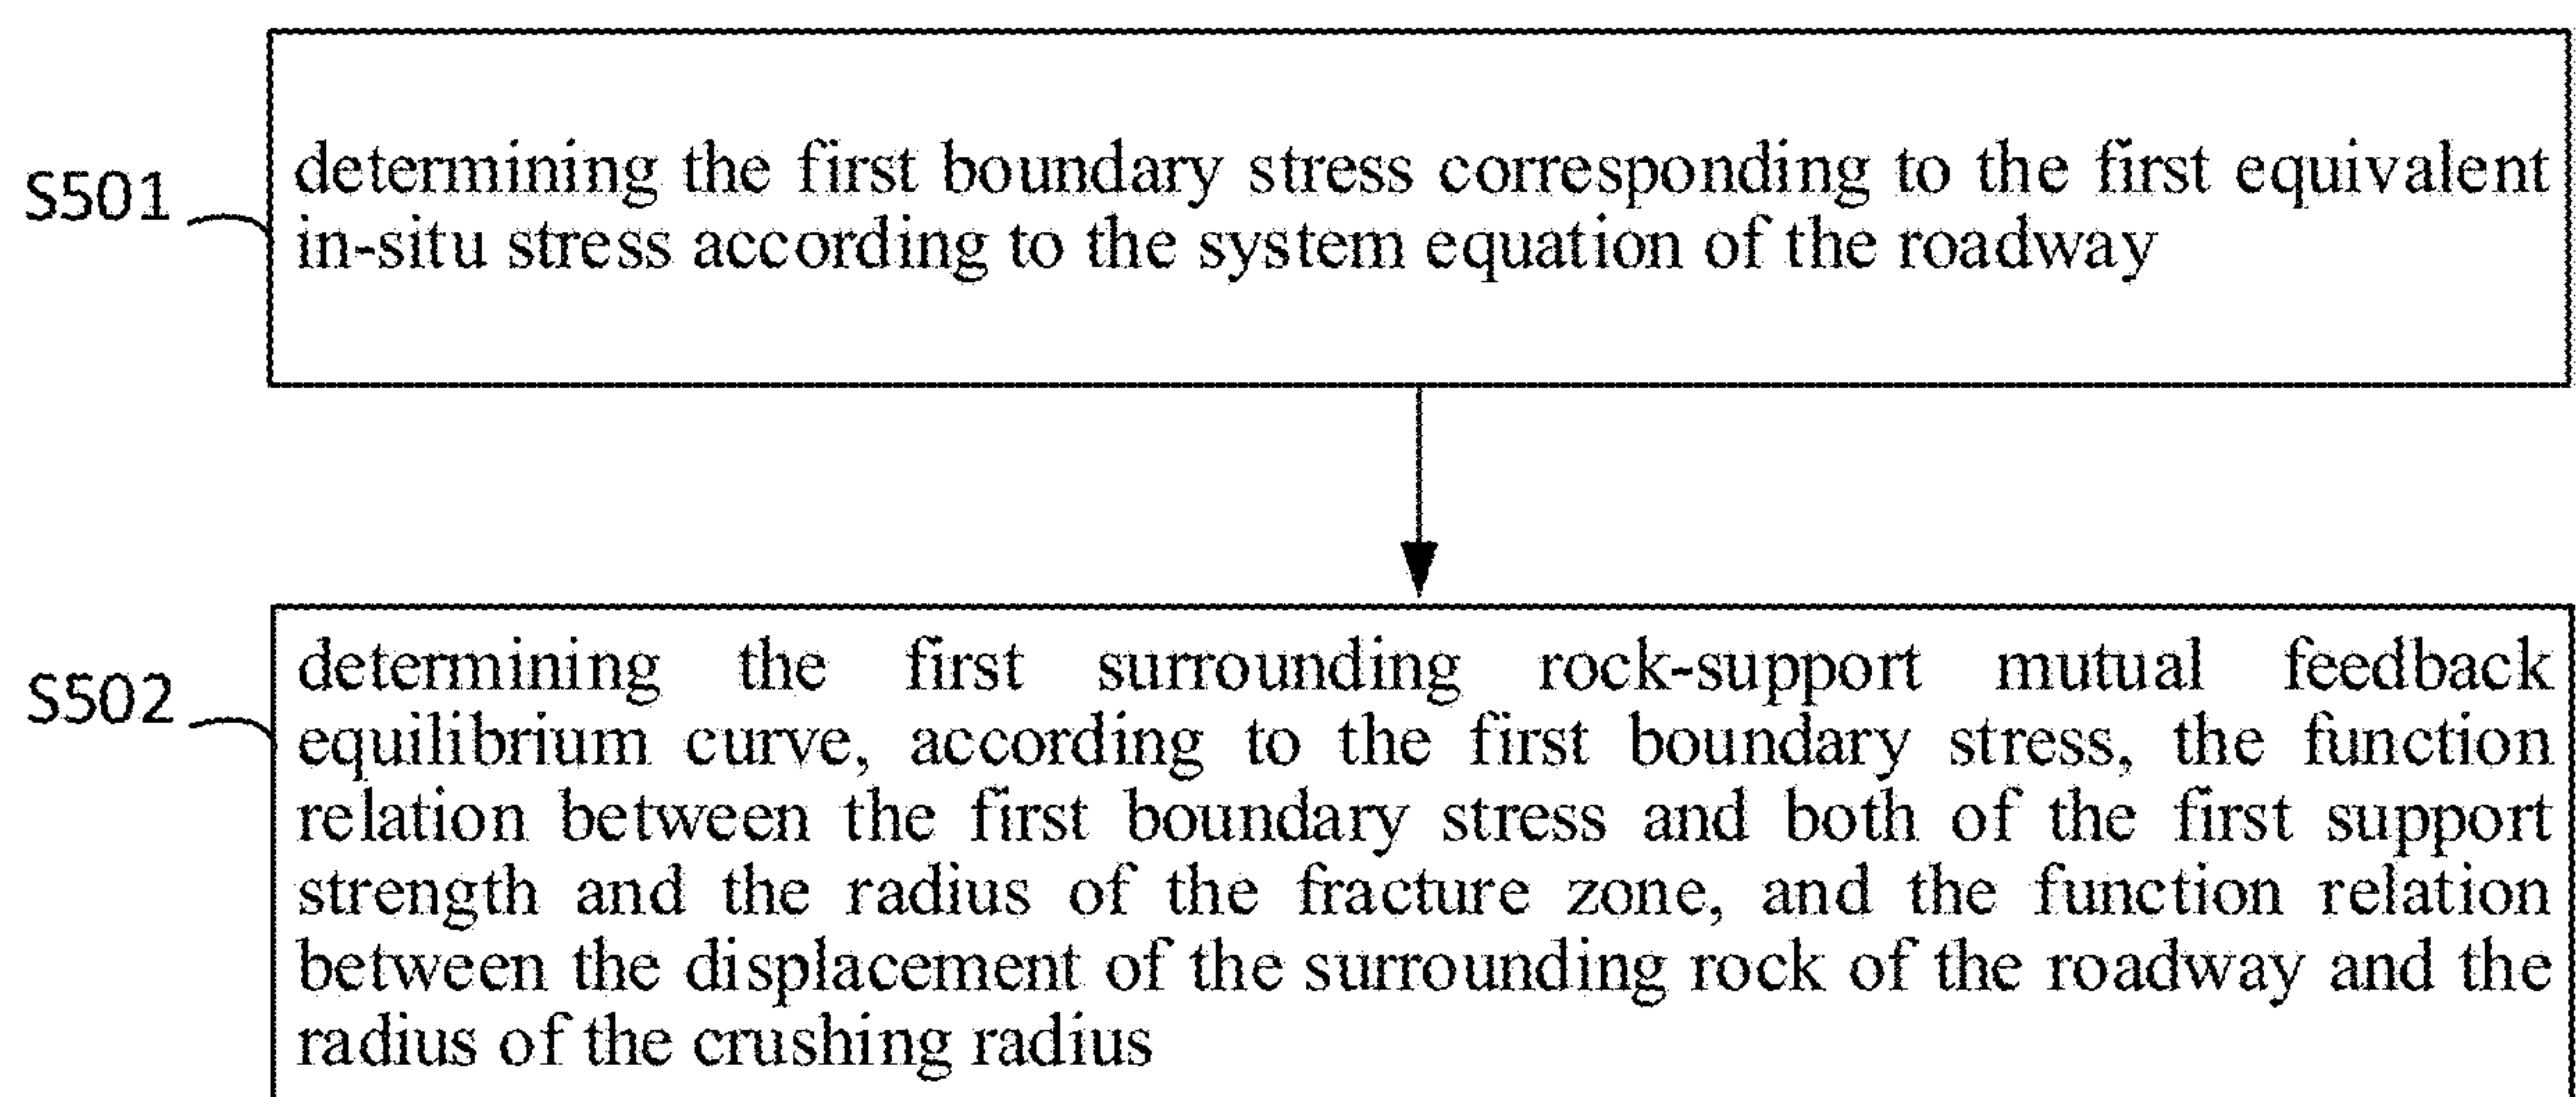 S501
determining the first boundary stress corresponding to the first equivalent
in-situ stress according to the system equation of the roadway
S502
determining the first surrounding rock-support mutual feedback
equilibrium curve, according to the first boundary stress, the function
relation between the first boundary stress and both of the first support
strength and the radius of the fracture zone, and the function relation
between the displacement of the surrounding rock of the roadway and the
radius of the crushing radius